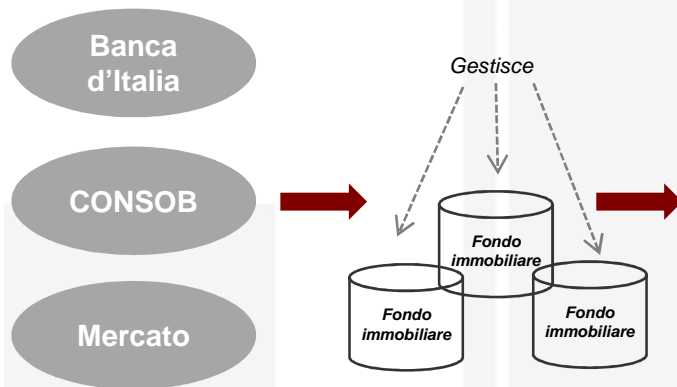 Banca
d'Italia
CONSOB
Mercato
Gestisce
Fondo
immobiliare
Fondo
immobiliare
Fondo
immobiliare